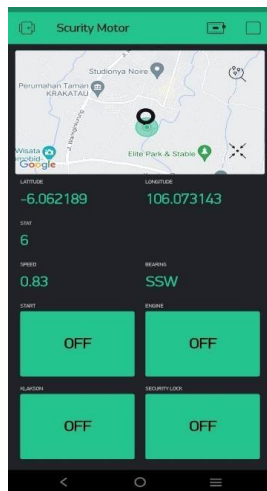 Scurity Motor
Studionya Noire
Perumahan Taman
KRAKATAU
Wisata
Google
Elite Park & Stable
LATITUDE
LONGITUDE
-6.062189
106.073143
STAT
6
SPEED
BEARING
0.83
SSW
START
ENGINE
OFF
OFF
KLAKSON
SECURITY LOCK
OFF
OFF